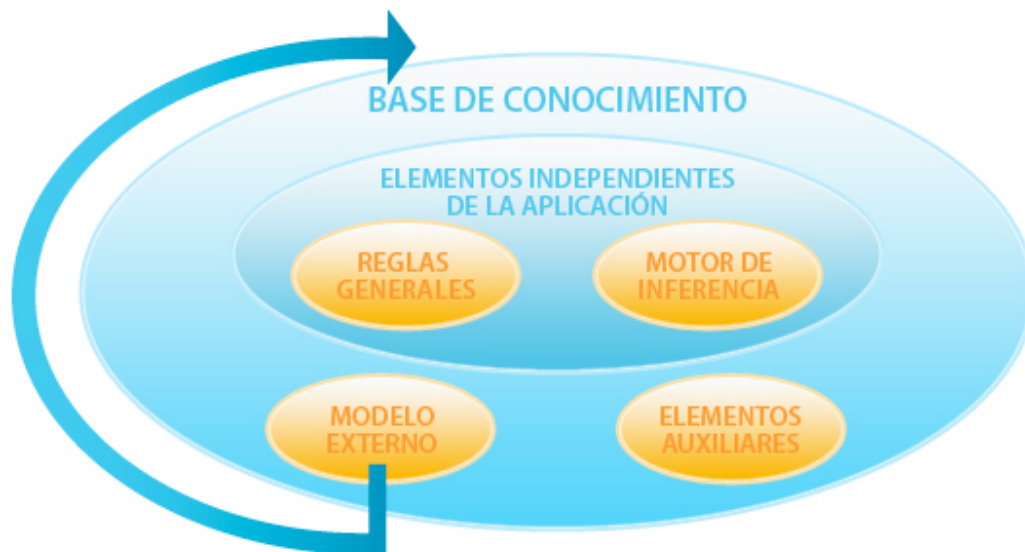 BASE DE CONOCIMIENTO
ELEMENTOS INDEPENDIENTES
DE LA APLICACIÓN
REGLAS
GENERALES
MOTOR DE
INFERENCIA
MODELO
EXTERNO
ELEMENTOS
AUXILIARES